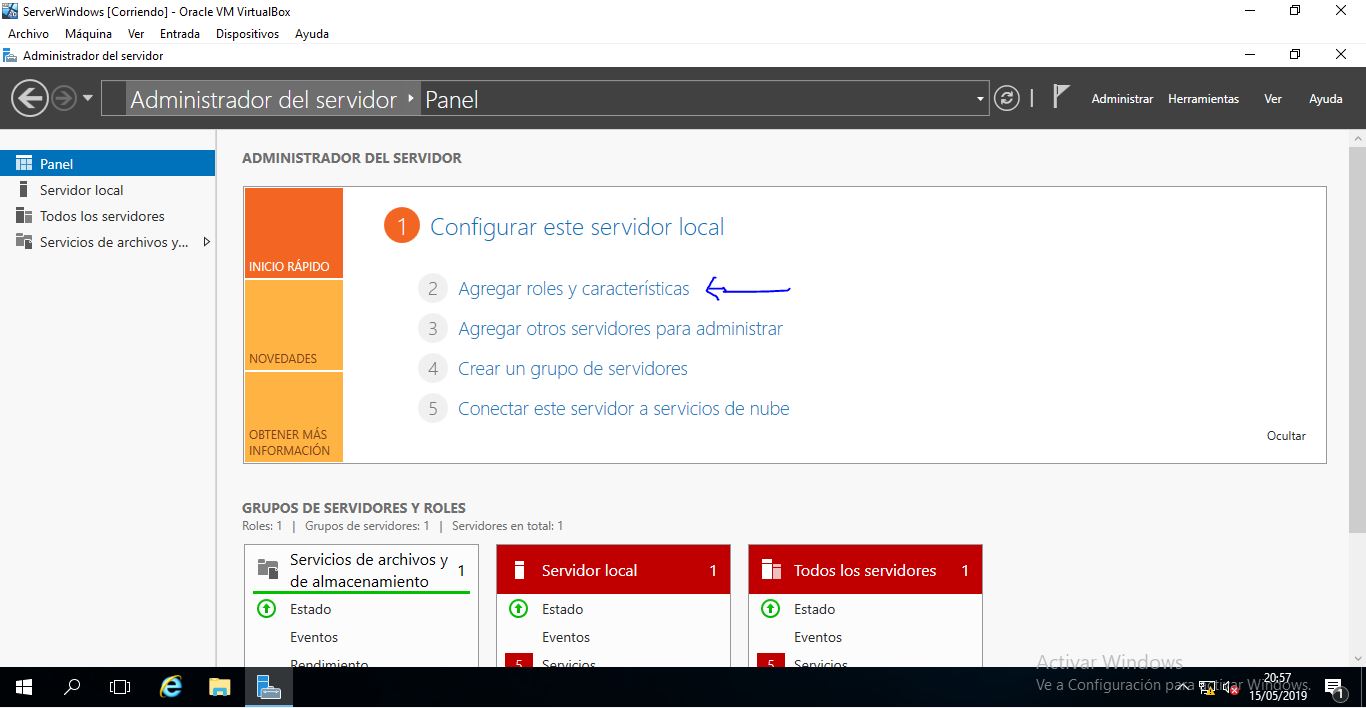 ServerWindows [Corriendo] - Oracle VM VirtualBox
Archivo Máquina Ver Entrada Dispositivos Ayuda
Administrador del servidor
Administrador del servidor Panel
Administrar Herramientas Ver Ayuda
Panel
Servidor local
Todos los servidores
Servicios de archivos y...
ADMINISTRADOR DEL SERVIDOR
INICIO RÁPIDO
NOVEDADES
OBTENER MÁS
INFORMACIÓN
1 Configurar este servidor local
2 Agregar roles y características
3 Agregar otros servidores para administrar
4 Crear un grupo de servidores
5 Conectar este servidor a servicios de nube
Ocultar
GRUPOS DE SERVIDORES Y ROLES
Roles: 1 | Grupos de servidores: 1 | Servidores en total: 1
Servicios de archivos y
de almacenamiento 1
Estado
Eventos
Rendimiento
Servidor local 1
Estado
Eventos
5 Servicios
Todos los servidores 1
Estado
Eventos
5 Servicios
Activar Windows
Ve a Configuración para activar Windows.
20:57
15/05/2019
1